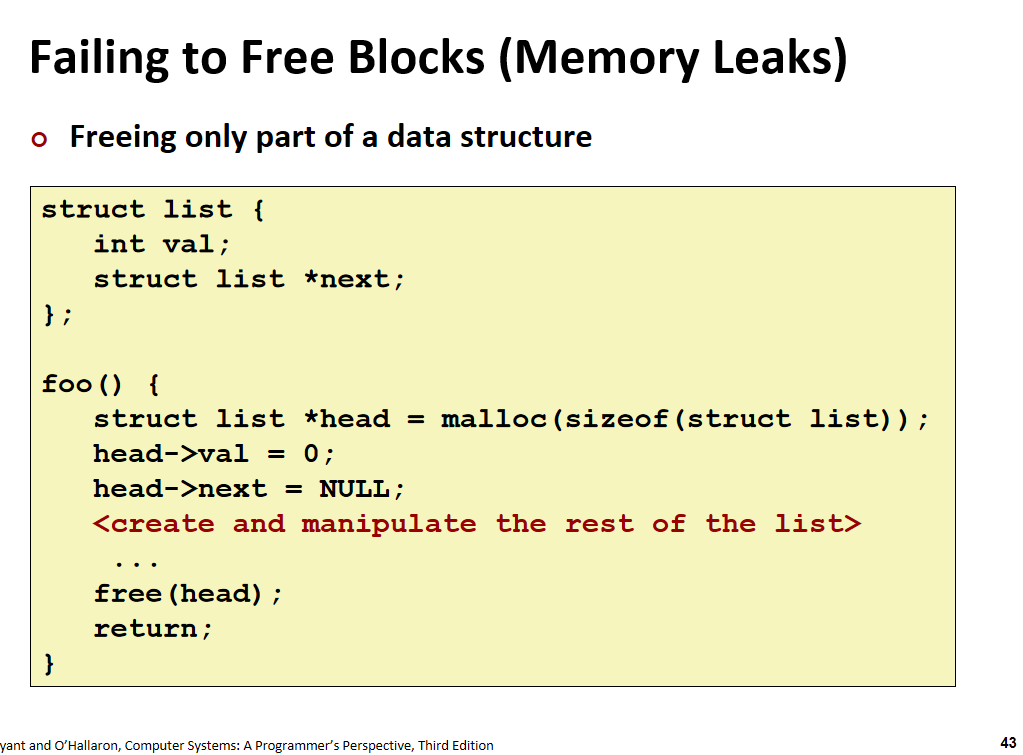 Failing to Free Blocks (Memory Leaks)
Freeing only part of a data structure
struct list {
   int val;
   struct list *next;
};
foo() {
   struct list *head = malloc(sizeof(struct list));
   head->val = 0;
   head->next = NULL;
   <create and manipulate the rest of the list>
    ...
   free(head);
   return;
}
yant and O'Hallaron, Computer Systems: A Programmer's Perspective, Third Edition
43